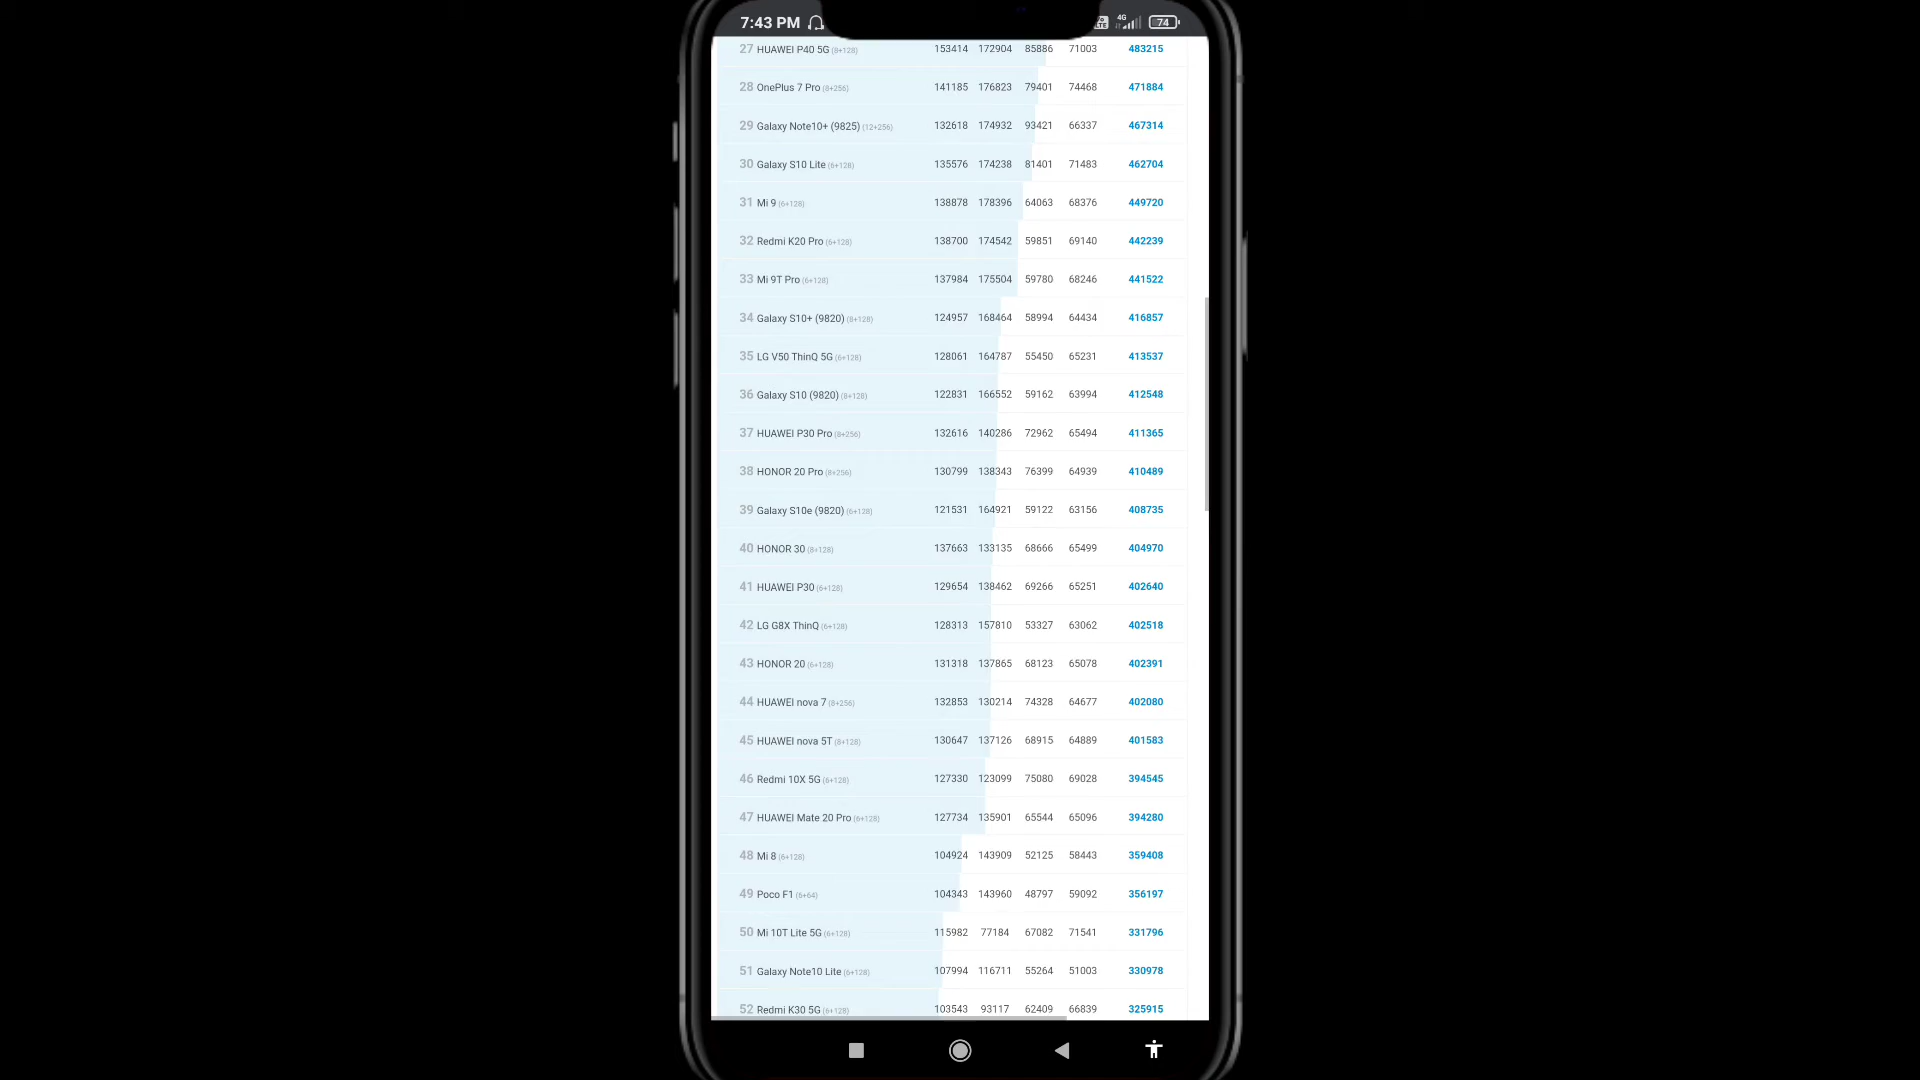 7:43 PM 4G 74
27 HUAWEI P40 5G (8+128) 153414 172904 85886 71003 483215
28 OnePlus 7 Pro (8+256) 141185 176823 79401 74468 471884
29 Galaxy Note10+ (9825) (12+256) 132618 174932 93421 66337 467314
30 Galaxy S10 Lite (6+128) 135576 174238 81401 71483 462704
31 Mi 9 (6+128) 138878 178396 64063 68376 449720
32 Redmi K20 Pro (6+128) 138700 174542 59851 69140 442239
33 Mi 9T Pro (6+128) 137984 175504 59780 68246 441522
34 Galaxy S10+ (9820) (8+128) 124957 168464 58994 64434 416857
35 LG V50 ThinQ 5G (6+128) 128061 164787 55450 65231 413537
36 Galaxy S10 (9820) (8+128) 122831 166552 59162 63994 412548
37 HUAWEI P30 Pro (8+256) 132616 140286 72962 65494 411365
38 HONOR 20 Pro (8+256) 130799 138343 76399 64939 410489
39 Galaxy S10e (9820) (6+128) 121531 164921 59122 63156 408735
40 HONOR 30 (8+128) 137663 133135 68666 65499 404970
41 HUAWEI P30 (6+128) 129654 138462 69266 65251 402640
42 LG G8X ThinQ (6+128) 128313 157810 53327 63062 402518
43 HONOR 20 (6+128) 131318 137865 68123 65078 402391
44 HUAWEI nova 7 (8+256) 132853 130214 74328 64677 402080
45 HUAWEI nova 5T (8+128) 130647 137126 68915 64889 401583
46 Redmi 10X 5G (6+128) 127330 123099 75080 69028 394545
47 HUAWEI Mate 20 Pro (6+128) 127734 135901 65544 65096 394280
48 Mi 8 (6+128) 104924 143909 52125 58443 359408
49 Poco F1 (6+64) 104343 143960 48797 59092 356197
50 Mi 10T Lite 5G (6+128) 115982 77184 67082 71541 331796
51 Galaxy Note10 Lite (6+128) 107994 116711 55264 51003 330978
52 Redmi K30 5G (6+128) 103543 93117 62409 66839 325915